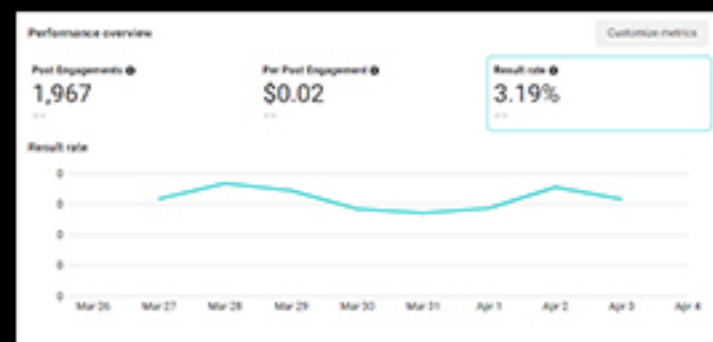 Performance overview
Customize metrics
Post Engagements
Per Post Engagement
Result rate
1,967
$0.02
3.19%
--
--
--
Result rate
0
0
0
0
0
Mar 26 Mar 27 Mar 28 Mar 29 Mar 30 Mar 31 Apr 1 Apr 2 Apr 3 Apr 4